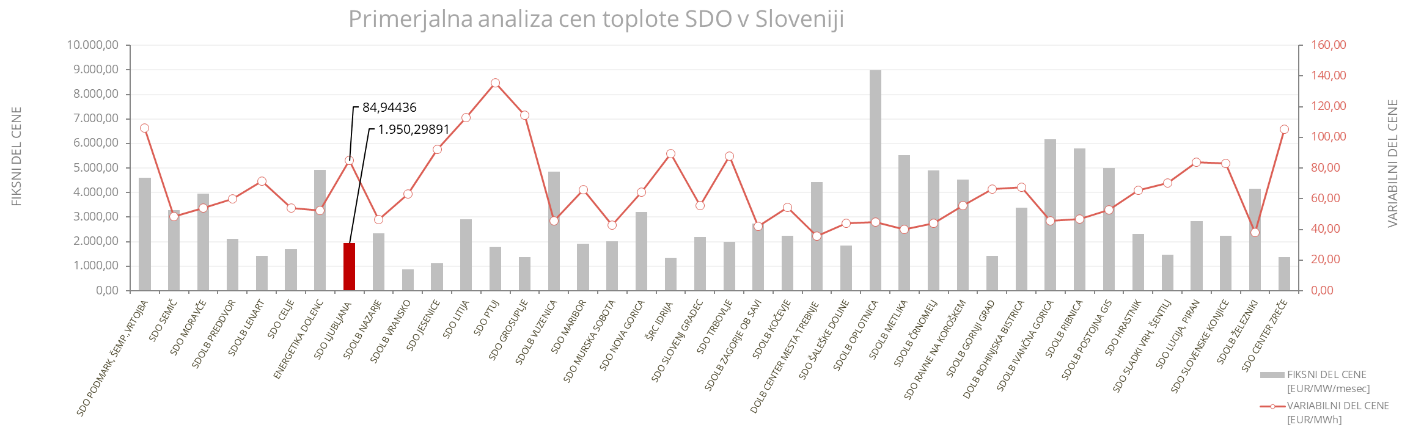 Primerjalna analiza cen toplote SDO v Sloveniji
FIKSNI DEL CENE
10.000,00
9.000,00
8.000,00
7.000,00
6.000,00
5.000,00
4.000,00
3.000,00
2.000,00
1.000,00
0,00
84,94436
1.950,29891
160,00
140,00
120,00
100,00
80,00
60,00
40,00
20,00
0,00
VARIABILNI DEL CENE
SDO PODMARK, ŠEMP., VRTOJBA
SDO SEMIČ
SDO MORAVČE
SDOLB PREDDVOR
SDOLB LENART
SDO CELJE
ENERGETIKA DOLENC
SDO LJUBLJANA
SDOLB NAZARJE
SDOLB VRANSKO
SDO JESENICE
SDO LITIJA
SDO PTUJ
SDO GROSUPLJE
SDOLB VUZENICA
SDO MARIBOR
SDO MURSKA SOBOTA
SDO NOVA GORICA
ŠRC IDRIJA
SDO SLOVENJ GRADEC
SDO TRBOVLJE
SDOLB ZAGORJE OB SAVI
SDOLB KOČEVJE
DOLB CENTER MESTA TREBNJE
SDO ŠALEŠKE DOLINE
SDOLB OPLOTNICA
SDOLB METLIKA
SDOLB ČRNOMELJ
SDO RAVNE NA KOROŠKEM
SDOLB GORNJI GRAD
DOLB BOHINJSKA BISTRICA
SDOLB IVANČNA GORICA
SDOLB RIBNICA
SDOLB POSTOJNA GIS
SDO HRASTNIK
SDO SLADKI VRH, ŠENTILJ
SDO LUCIJA, PIRAN
SDO SLOVENSKE KONJICE
SDOLB ŽELEZNIKI
SDO CENTER ZREČE
FIKSNI DEL CENE
[EUR/MW/mesec]
VARIABILNI DEL CENE
[EUR/MWh]